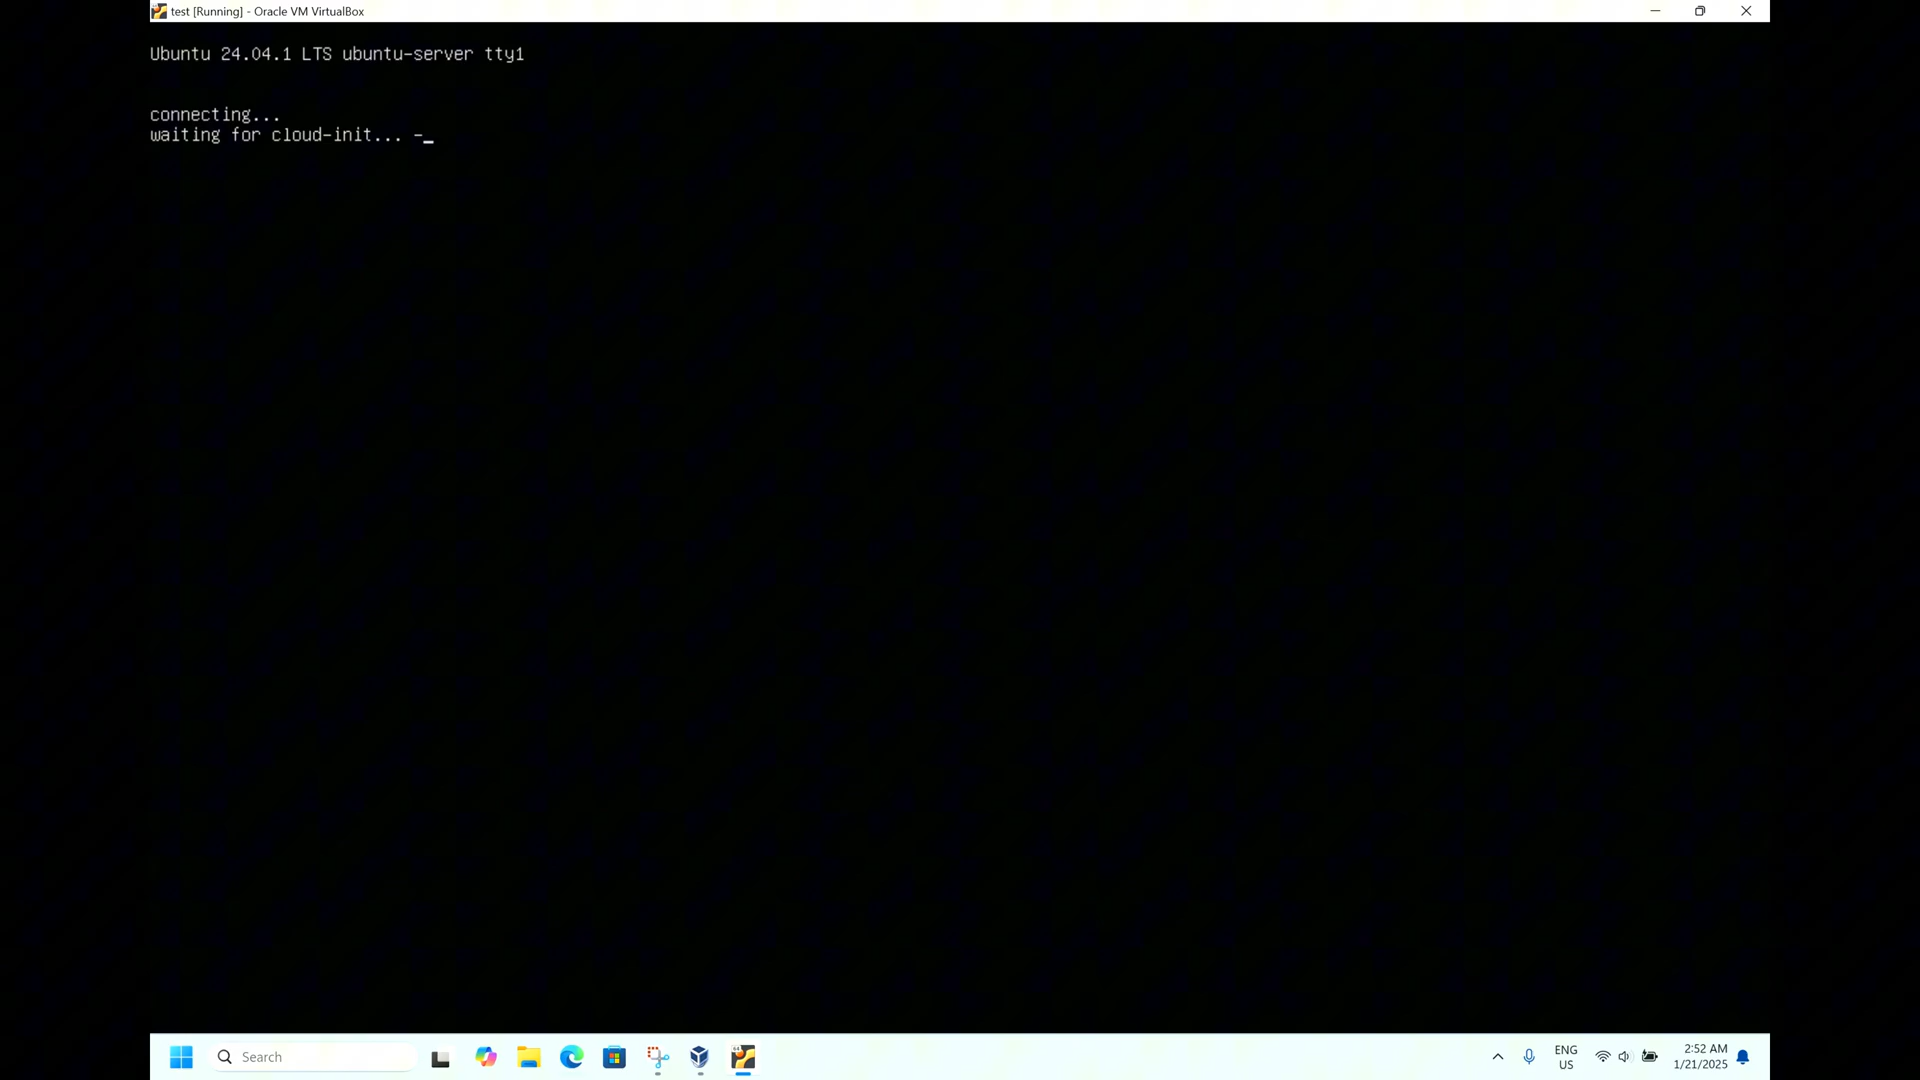 test [Running] - Oracle VM VirtualBox
Ubuntu 24.04.1 LTS ubuntu-server tty1
connecting...
waiting for cloud-init... -_
Search
ENG
US
2:52 AM
1/21/2025